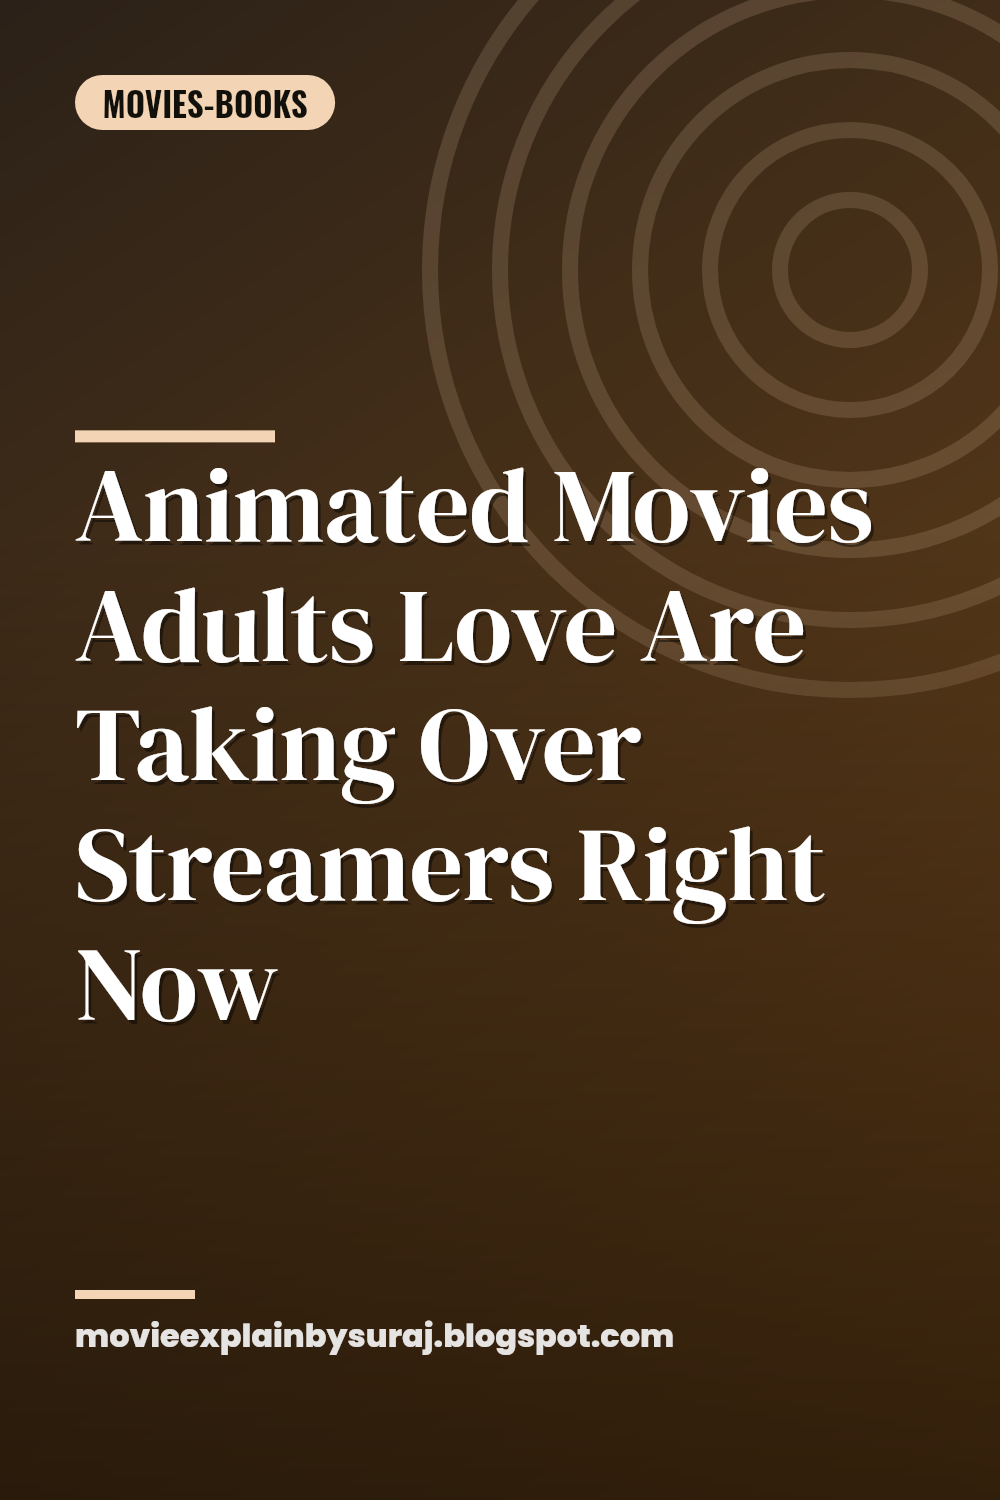 MOVIES-BOOKS
Animated Movies
Adults Love Are
Taking Over
Streamers Right
Now
movieexplainbysuraj.blogspot.com